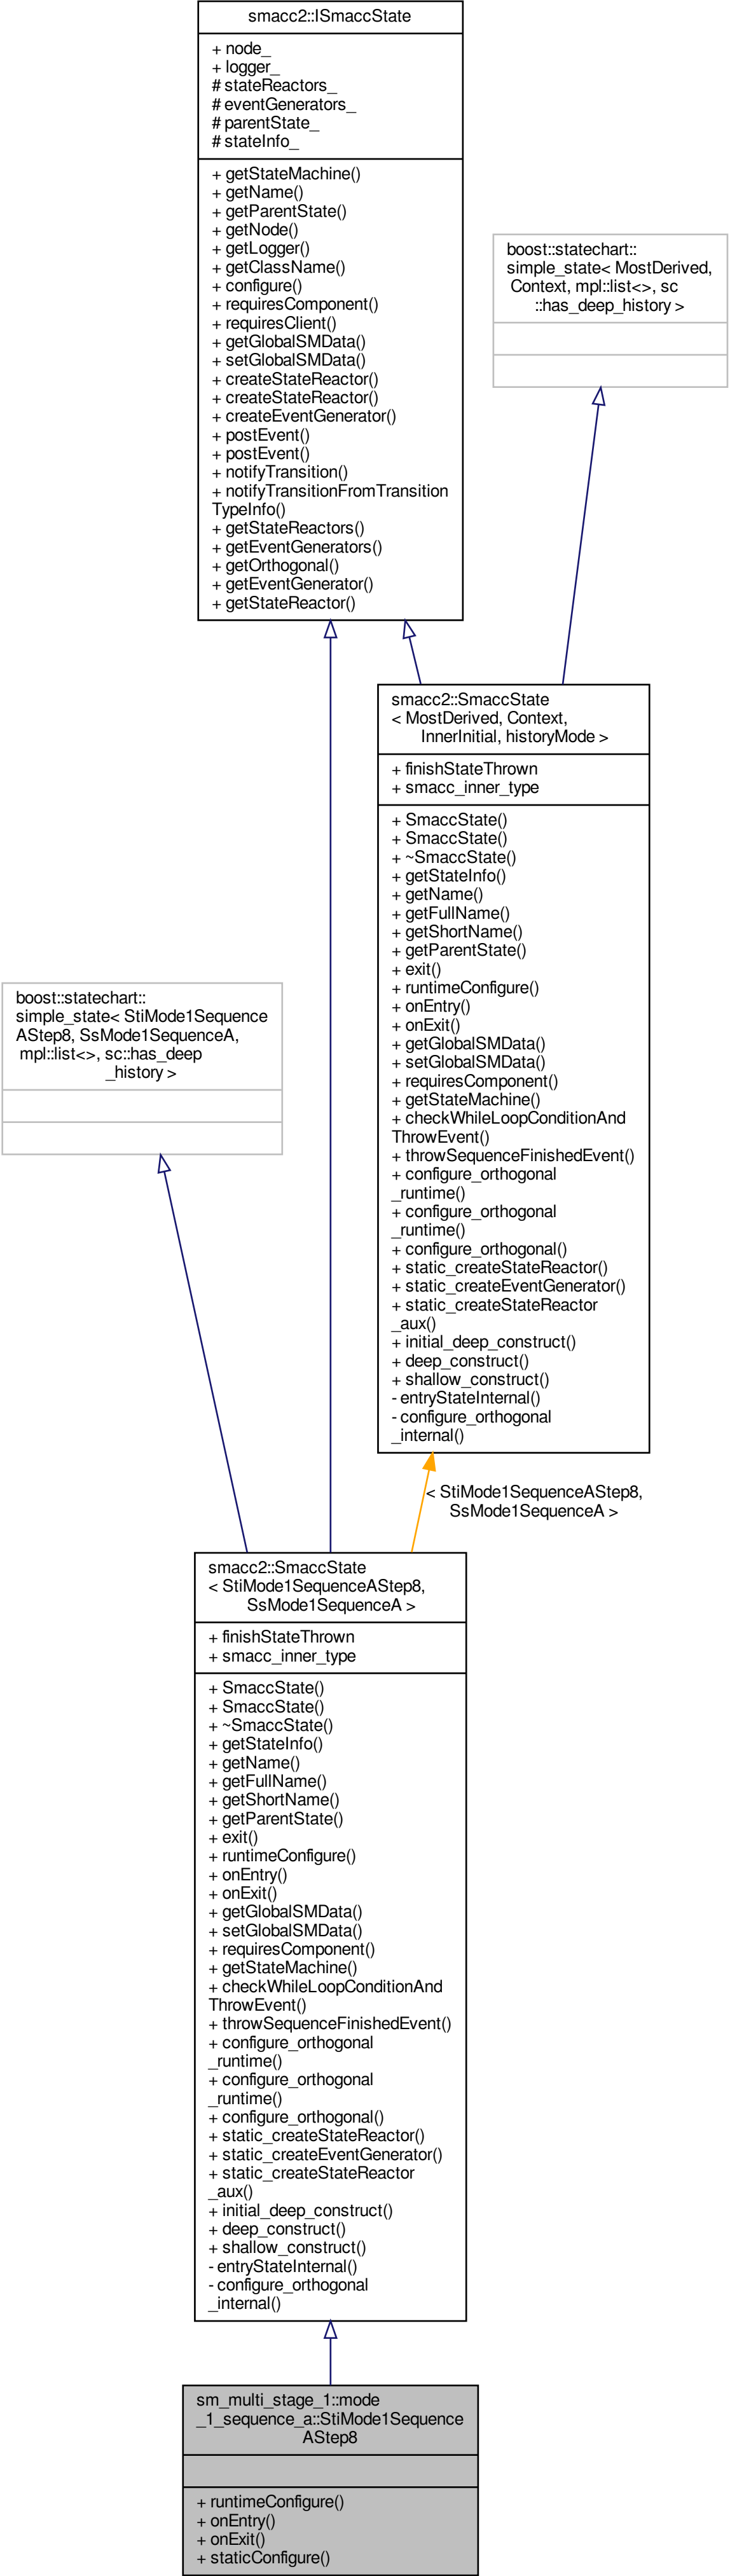 smacc2::ISmaccState
+ node_
+ logger_
# stateReactors_
# eventGenerators_
# parentState_
# stateInfo_
+ getStateMachine()
+ getName()
+ getParentState()
+ getNode()
+ getLogger()
+ getClassName()
+ configure()
+ requiresComponent()
+ requiresClient()
+ getGlobalSMData()
+ setGlobalSMData()
+ createStateReactor()
+ createStateReactor()
+ createEventGenerator()
+ postEvent()
+ postEvent()
+ notifyTransition()
+ notifyTransitionFromTransition
TypeInfo()
+ getStateReactors()
+ getEventGenerators()
+ getOrthogonal()
+ getEventGenerator()
+ getStateReactor()
boost::statechart::
simple_state< MostDerived,
Context, mpl::list<>, sc
::has_deep_history >
smacc2::SmaccState
< MostDerived, Context,
InnerInitial, historyMode >
+ finishStateThrown
+ smacc_inner_type
+ SmaccState()
+ SmaccState()
+ ~SmaccState()
+ getStateInfo()
+ getName()
+ getFullName()
+ getShortName()
+ getParentState()
+ exit()
+ runtimeConfigure()
+ onEntry()
+ onExit()
+ getGlobalSMData()
+ setGlobalSMData()
+ requiresComponent()
+ getStateMachine()
+ checkWhileLoopConditionAnd
ThrowEvent()
+ throwSequenceFinishedEvent()
+ configure_orthogonal
_runtime()
+ configure_orthogonal
_runtime()
+ configure_orthogonal()
+ static_createStateReactor()
+ static_createEventGenerator()
+ static_createStateReactor
_aux()
+ initial_deep_construct()
+ deep_construct()
+ shallow_construct()
- entryStateInternal()
- configure_orthogonal
_internal()
boost::statechart::
simple_state< StiMode1Sequence
AStep8, SsMode1SequenceA,
mpl::list<>, sc::has_deep
_history >
< StiMode1SequenceAStep8,
SsMode1SequenceA >
smacc2::SmaccState
< StiMode1SequenceAStep8,
SsMode1SequenceA >
+ finishStateThrown
+ smacc_inner_type
+ SmaccState()
+ SmaccState()
+ ~SmaccState()
+ getStateInfo()
+ getName()
+ getFullName()
+ getShortName()
+ getParentState()
+ exit()
+ runtimeConfigure()
+ onEntry()
+ onExit()
+ getGlobalSMData()
+ setGlobalSMData()
+ requiresComponent()
+ getStateMachine()
+ checkWhileLoopConditionAnd
ThrowEvent()
+ throwSequenceFinishedEvent()
+ configure_orthogonal
_runtime()
+ configure_orthogonal
_runtime()
+ configure_orthogonal()
+ static_createStateReactor()
+ static_createEventGenerator()
+ static_createStateReactor
_aux()
+ initial_deep_construct()
+ deep_construct()
+ shallow_construct()
- entryStateInternal()
- configure_orthogonal
_internal()
sm_multi_stage_1::mode
_1_sequence_a::StiMode1Sequence
AStep8
+ runtimeConfigure()
+ onEntry()
+ onExit()
+ staticConfigure()